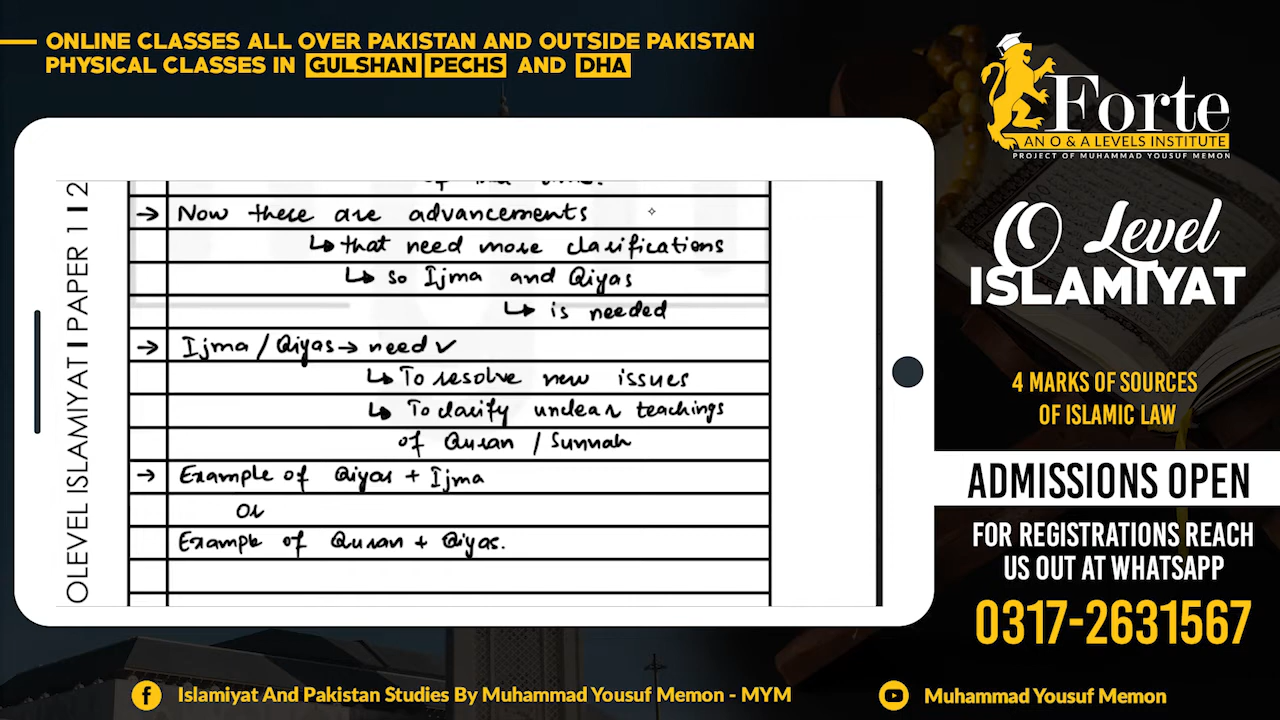 ONLINE CLASSES ALL OVER PAKISTAN AND OUTSIDE PAKISTAN
PHYSICAL CLASSES IN GULSHAN PECHS AND DHA
Forte
AN O & A LEVELS INSTITUTE
PROJECT OF MUHAMMAD YOUSUF MEMON
OLEVEL ISLAMIYAT I PAPER 1 I 2
→ Now there are advancements
↳ that need more clarifications
↳ so Ijma and Qiyas
↳ is needed
→ Ijma / Qiyas → need ✓
↳ To resolve new issues
↳ To clarify unclear teachings
of Quran / Sunnah
→ Example of Qiyas + Ijma
Or
Example of Quran + Qiyas.
O Level
ISLAMIYAT
4 MARKS OF SOURCES
OF ISLAMIC LAW
ADMISSIONS OPEN
FOR REGISTRATIONS REACH
US OUT AT WHATSAPP
0317-2631567
Islamiyat And Pakistan Studies By Muhammad Yousuf Memon - MYM
Muhammad Yousuf Memon